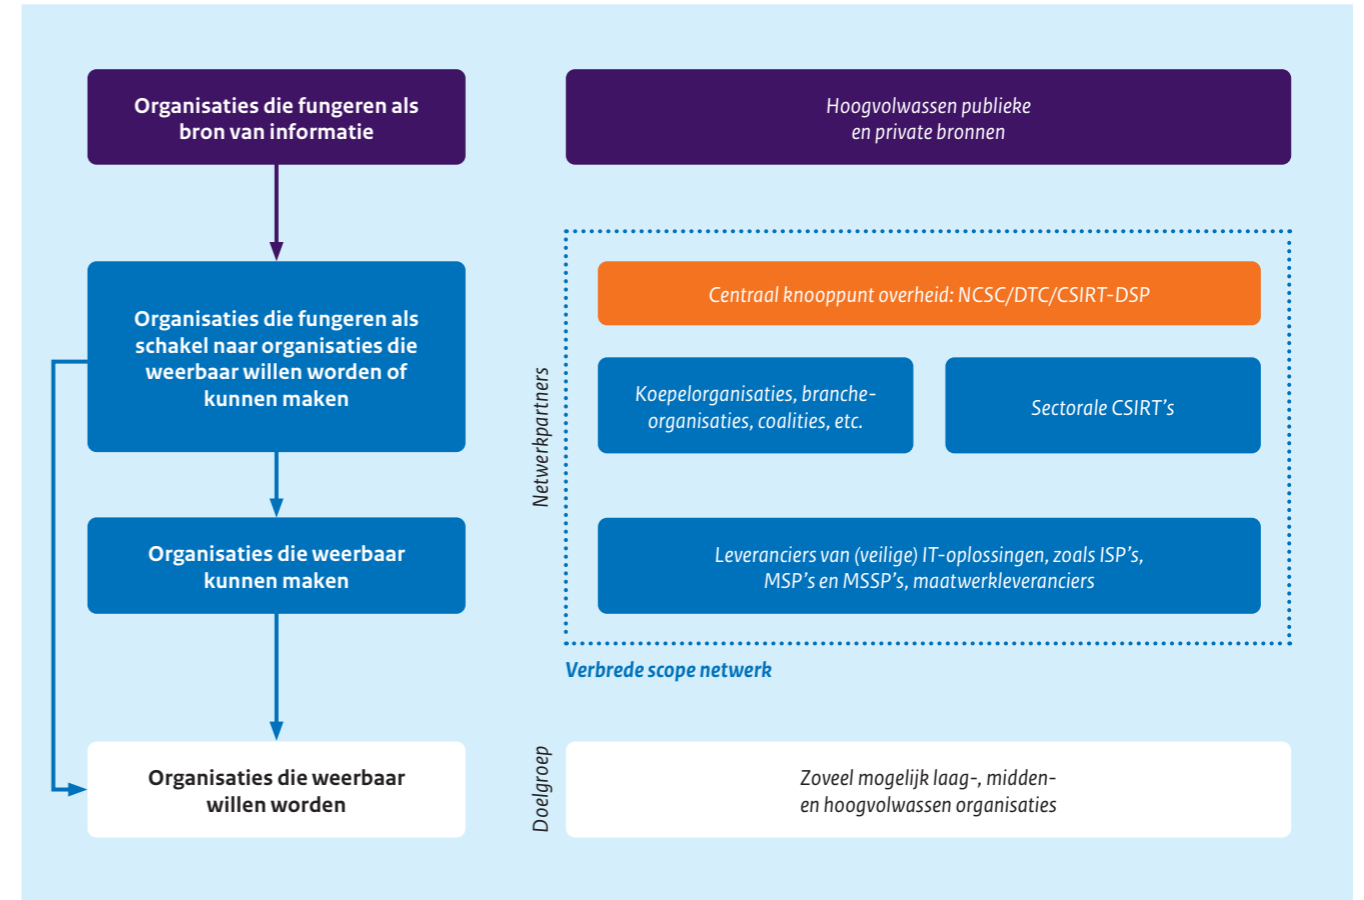 Organisaties die fungeren als
bron van informatie
Hoogvolwassen publieke
en private bronnen
Organisaties die fungeren als
schakel naar organisaties die
weerbaar willen worden of
kunnen maken
Netwerkpartners
Centraal knooppunt overheid: NCSC/DTC/CSIRT-DSP
Koepelorganisaties, branche-
organisaties, coalities, etc.
Sectorale CSIRT’s
Organisaties die weerbaar
kunnen maken
Leveranciers van (veilige) IT-oplossingen, zoals ISP’s,
MSP’s en MSSP’s, maatwerkleveranciers
Verbrede scope netwerk
Organisaties die weerbaar
willen worden
Doelgroep
Zoveel mogelijk laag-, midden-
en hoogvolwassen organisaties